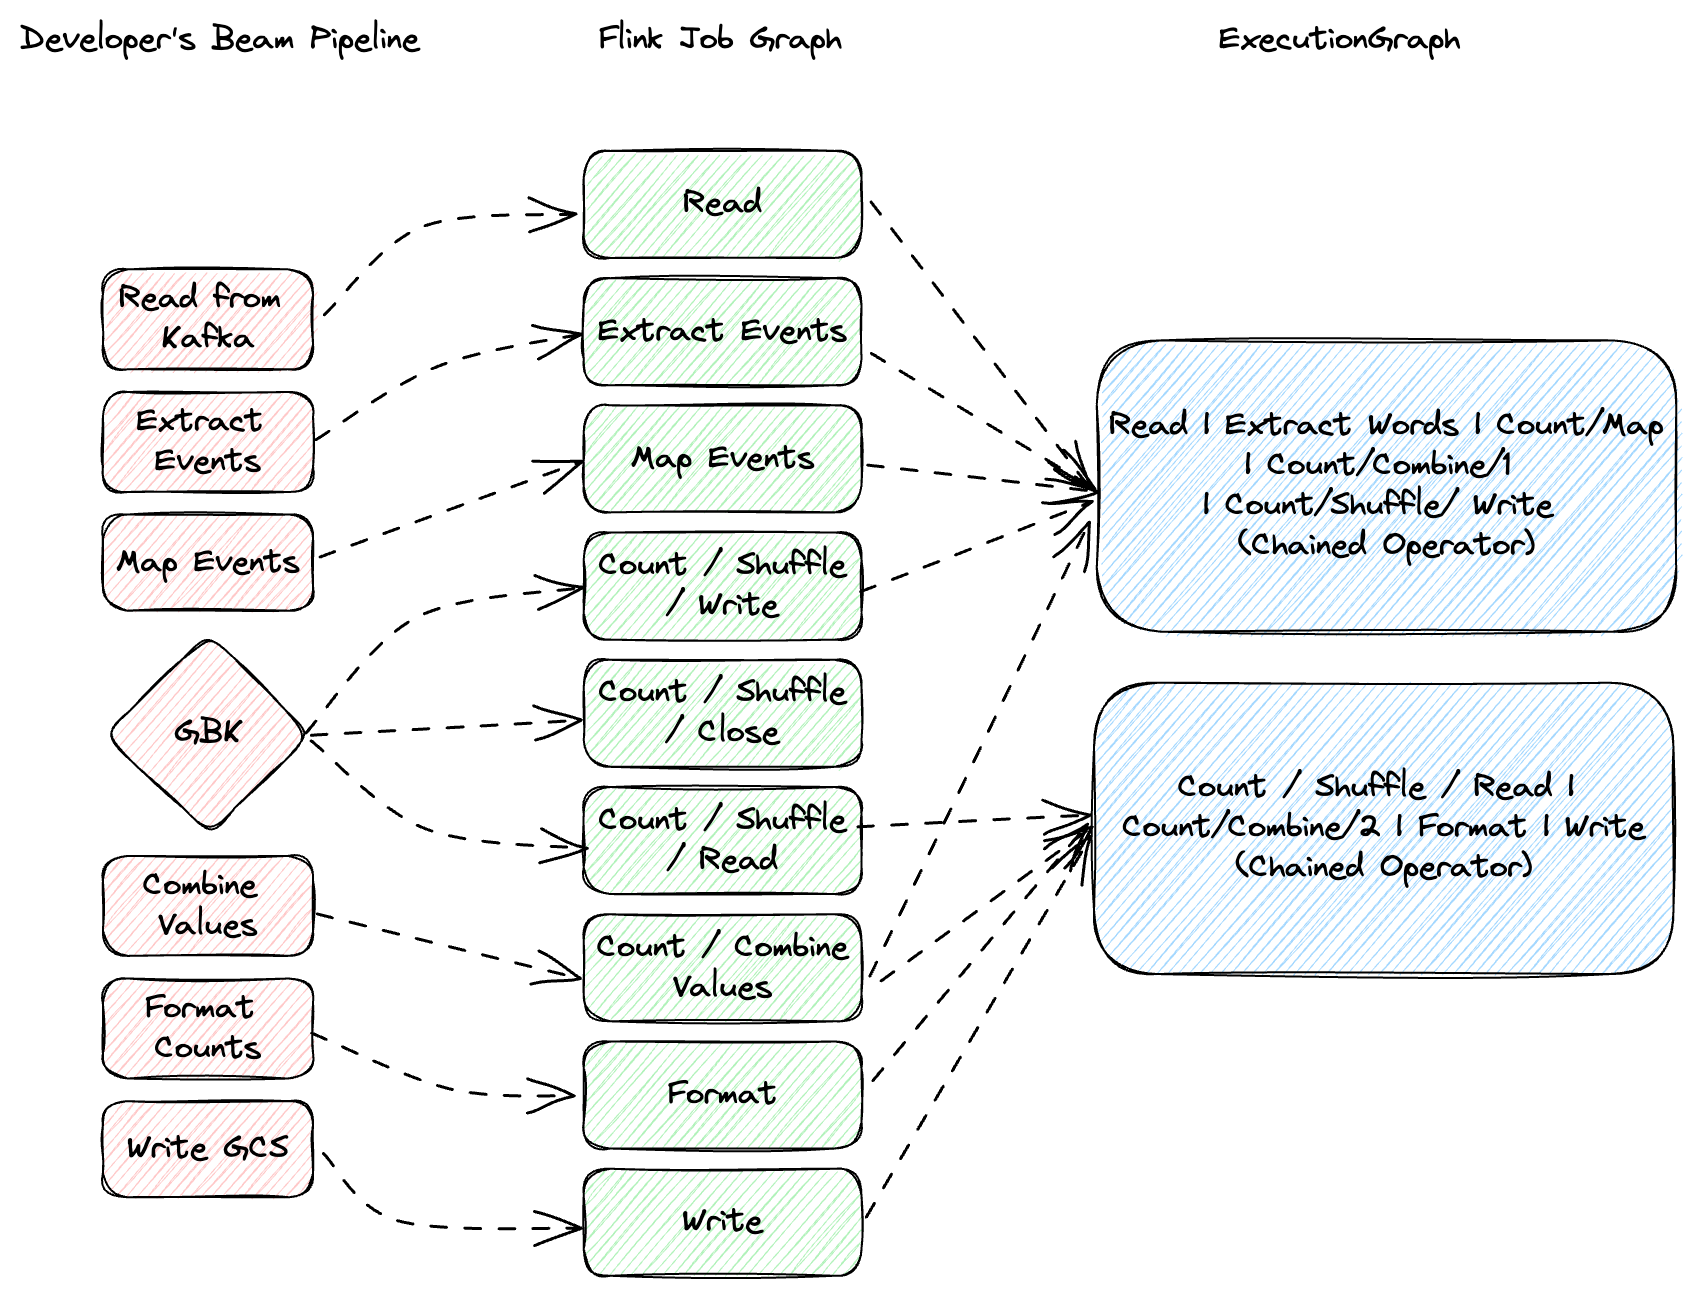 Developer's Beam Pipeline
Flink Job Graph
ExecutionGraph
Read from
Kafka
Extract
Events
Map Events
GBK
Combine
Values
Format
Counts
Write GCS
Read
Extract Events
Map Events
Count / Shuffle
/ Write
Count / Shuffle
/ Close
Count / Shuffle
/ Read
Count / Combine
Values
Format
Write
Read | Extract Words | Count/Map
| Count/Combine/1
| Count/Shuffle/ Write
(Chained Operator)
Count / Shuffle / Read |
Count/Combine/2 | Format | Write
(Chained Operator)